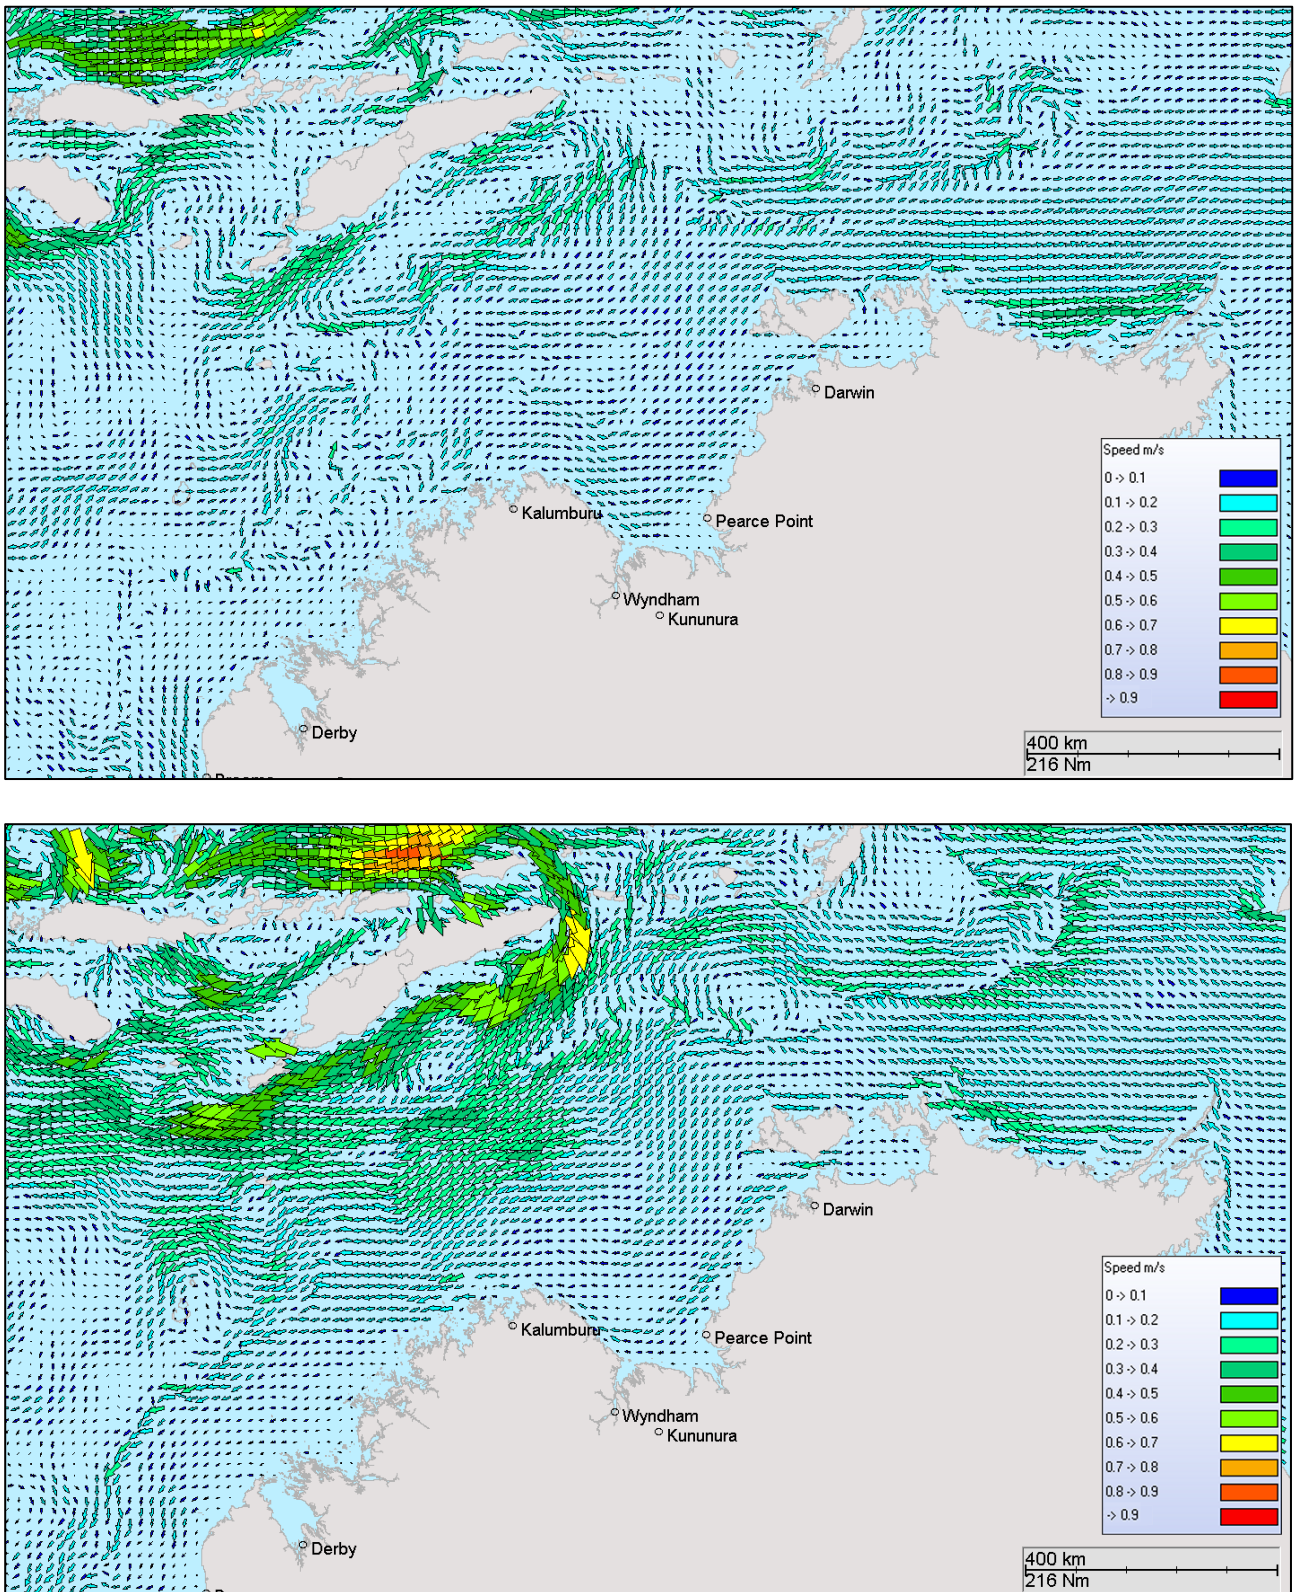 Darwin
Speed m/s
0 -> 0.1
0.1 -> 0.2
0.2 -> 0.3
0.3 -> 0.4
0.4 -> 0.5
0.5 -> 0.6
0.6 -> 0.7
0.7 -> 0.8
0.8 -> 0.9
-> 0.9
Kalumburu
Pearce Point
Wyndham
Kununura
Derby
400 km
216 Nm
Darwin
Speed m/s
0 -> 0.1
0.1 -> 0.2
0.2 -> 0.3
0.3 -> 0.4
0.4 -> 0.5
0.5 -> 0.6
0.6 -> 0.7
0.7 -> 0.8
0.8 -> 0.9
-> 0.9
Kalumburu
Pearce Point
Wyndham
Kununura
Derby
400 km
216 Nm